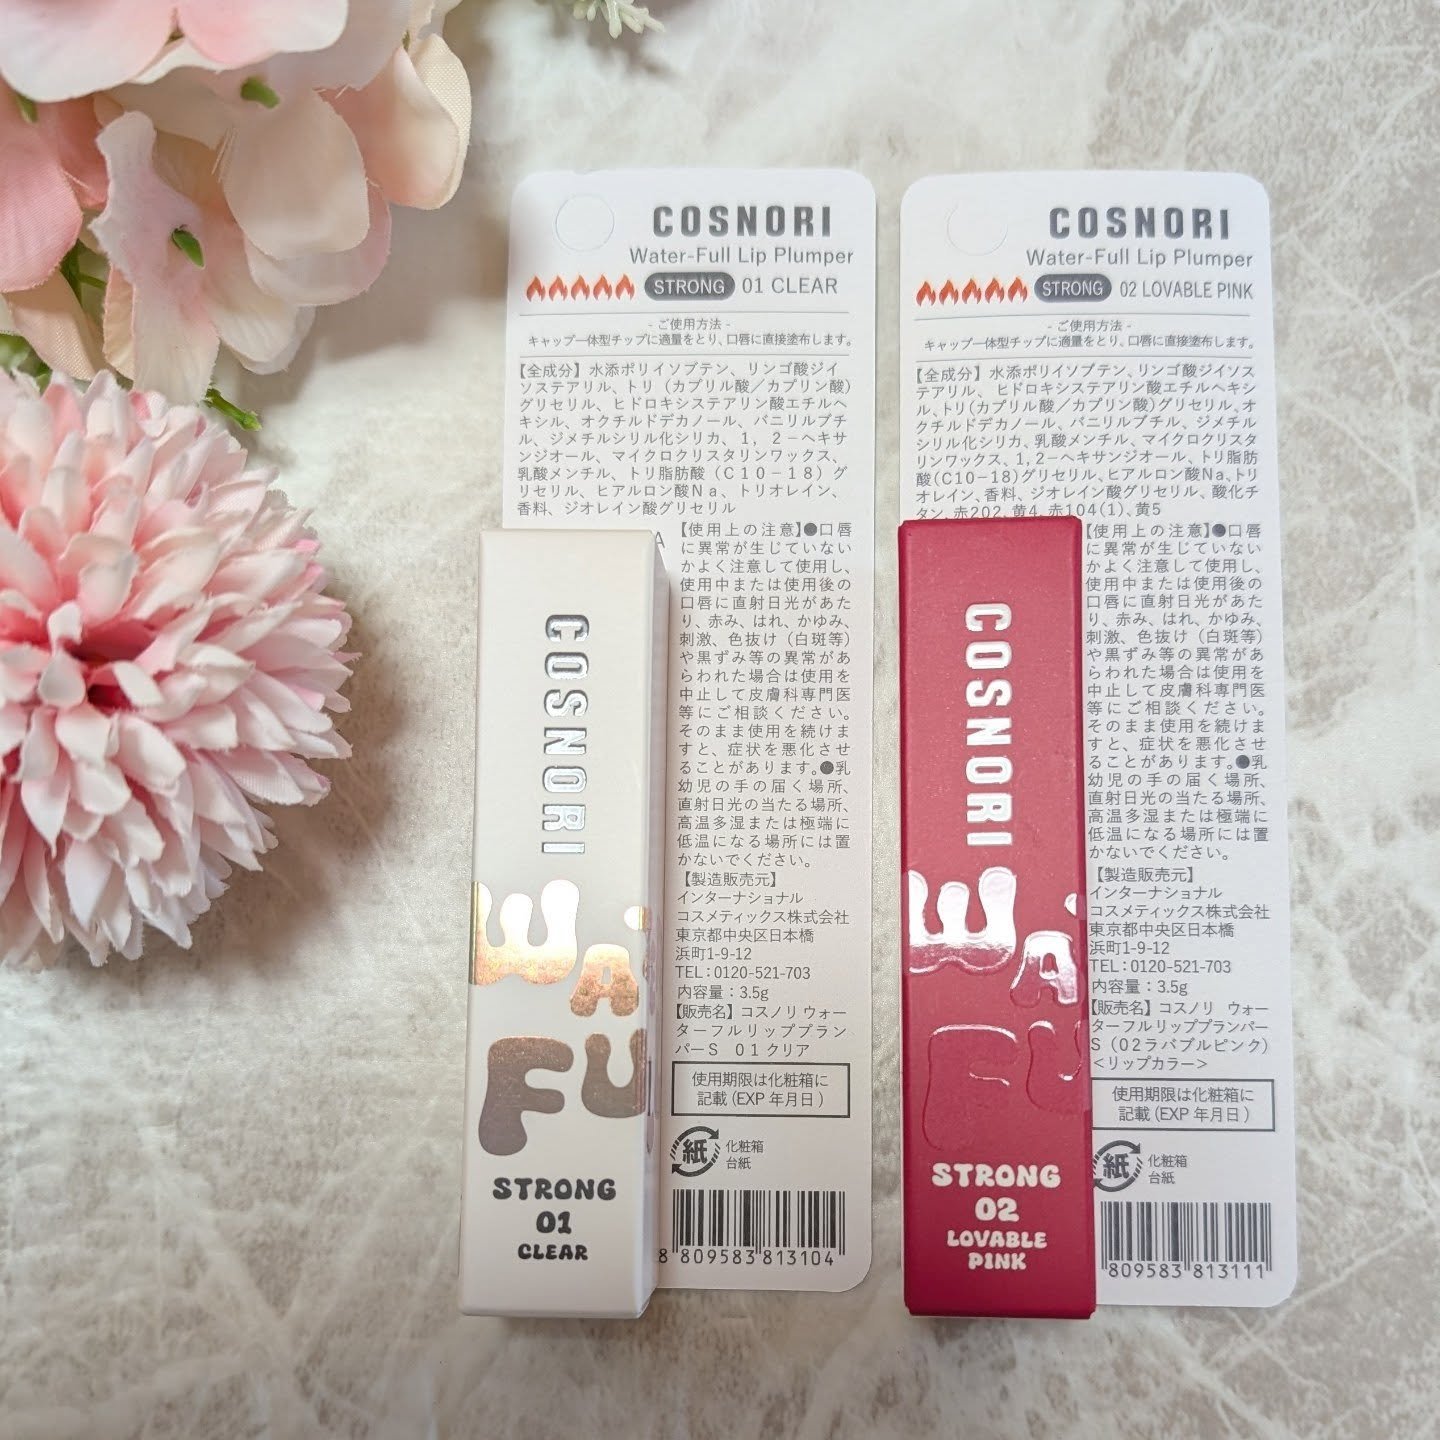 COSNORI
Water-Full Lip Plumper
STRONG 01 CLEAR
- ご使用方法 -
キャップ一体型チップに適量をとり、口唇に直接塗布します。
【全成分】水添ポリイソブテン、リンゴ酸ジイ
ソステアリル、トリ（カプリル酸／カプリン酸）
グリセリル、ヒドロキシステアリン酸エチルヘ
キシル、オクチルドデカノール、バニリルブチ
ル、ジメチルシリル化シリカ、1，2－ヘキサ
ンジオール、マイクロクリスタリンワックス、
乳酸メンチル、トリ脂肪酸（C10－18）グ
リセリル、ヒアルロン酸Na、トリオレイン、
香料、ジオレイン酸グリセリル
【使用上の注意】●口唇
に異常が生じていない
かよく注意して使用し、
使用中または使用後の
口唇に直射日光があた
り、赤み、はれ、かゆみ、
刺激、色抜け（白斑等）
や黒ずみ等の異常があ
らわれた場合は使用を
中止して皮膚科専門医
等にご相談ください。
そのまま使用を続けま
すと、症状を悪化させ
ることがあります。●乳
幼児の手の届く場所、
直射日光の当たる場所、
高温多湿または極端に
低温になる場所には置
かないでください。
【製造販売元】
インターナショナル
コスメティックス株式会社
東京都中央区日本橋
浜町1-9-12
TEL：0120-521-703
内容量：3.5g
【販売名】コスノリ ウォー
ターフルリッププラン
パーS 01クリア
使用期限は化粧箱に
記載(EXP 年月日)
紙
化粧箱
台紙
8 809583 813104
COSNORI
WA
FU
STRONG
01
CLEAR
COSNORI
Water-Full Lip Plumper
STRONG 02 LOVABLE PINK
- ご使用方法 -
キャップ一体型チップに適量をとり、口唇に直接塗布します。
【全成分】水添ポリイソブテン、リンゴ酸ジイソス
テアリル、ヒドロキシステアリン酸エチルヘキシ
ル、トリ(カプリル酸／カプリン酸)グリセリル、オ
クチルドデカノール、バニリルブチル、ジメチル
シリル化シリカ、乳酸メンチル、マイクロクリスタ
リンワックス、1,2－ヘキサンジオール、トリ脂肪
酸(C10－18)グリセリル、ヒアルロン酸Na、トリ
オレイン、香料、ジオレイン酸グリセリル、酸化チ
タン、赤202、黄4、赤104(1)、黄5
【使用上の注意】●口唇
に異常が生じていない
かよく注意して使用し、
使用中または使用後の
口唇に直射日光があた
り、赤み、はれ、かゆみ、
刺激、色抜け（白斑等）
や黒ずみ等の異常があ
らわれた場合は使用を
中止して皮膚科専門医
等にご相談ください。
そのまま使用を続けま
すと、症状を悪化させ
ることがあります。●乳
幼児の手の届く場所、
直射日光の当たる場所、
高温多湿または極端に
低温になる場所には置
かないでください。
【製造販売元】
インターナショナル
コスメティックス株式会社
東京都中央区日本橋
浜町1-9-12
TEL：0120-521-703
内容量：3.5g
【販売名】コスノリ ウォー
ターフルリッププランパー
S（02ラバブルピンク）
＜リップカラー＞
使用期限は化粧箱に
記載(EXP 年月日)
紙
化粧箱
台紙
809583 813111
COSNORI
WA
FU
STRONG
02
LOVABLE
PINK